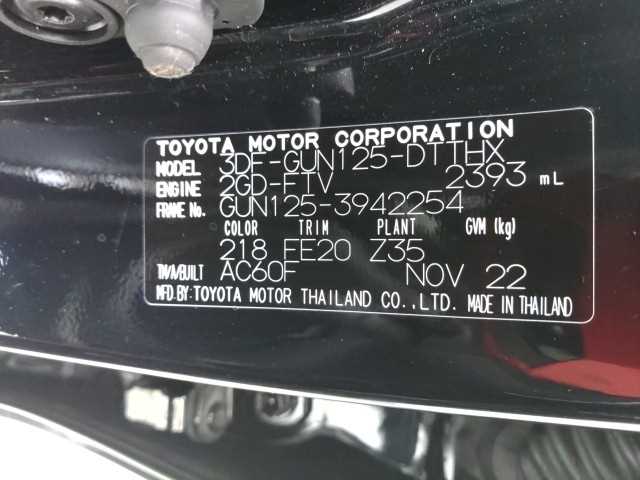 TOYOTA MOTOR CORPORATION
MODEL 3DF-GUN125-DTTHX
ENGINE 2GD-FTV 2393 mL
FRAME No. GUN125-3942254
COLOR TRIM PLANT GVM (kg)
218 FE20 Z35
T/M/A/BUILT AC60F NOV 22
MFD.BY:TOYOTA MOTOR THAILAND CO.,LTD. MADE IN THAILAND